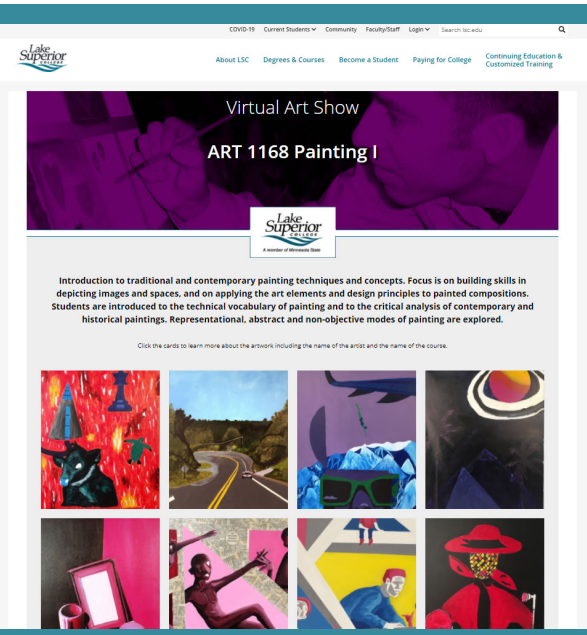 COVID-19 Current Students Community Faculty/Staff Login Search lsc.edu
Lake
Superior
COLLEGE
About LSC Degrees & Courses Become a Student Paying for College Continuing Education &
Customized Training
Virtual Art Show
ART 1168 Painting I
Lake
Superior
COLLEGE
A member of Minnesota State
Introduction to traditional and contemporary painting techniques and concepts. Focus is on building skills in
depicting images and spaces, and on applying the art elements and design principles to painted compositions.
Students are introduced to the technical vocabulary of painting and to the critical analysis of contemporary and
historical paintings. Representational, abstract and non-objective modes of painting are explored.
Click the cards to learn more about the artwork including the name of the artist and the name of the course.